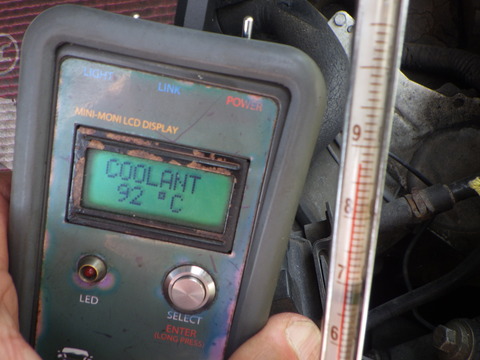 LIGHT
LINK
POWER
MINI-MONI LCD DISPLAY
COOLANT
92 °C
LED
SELECT
ENTER
(LONG PRESS)
9
8
7
6